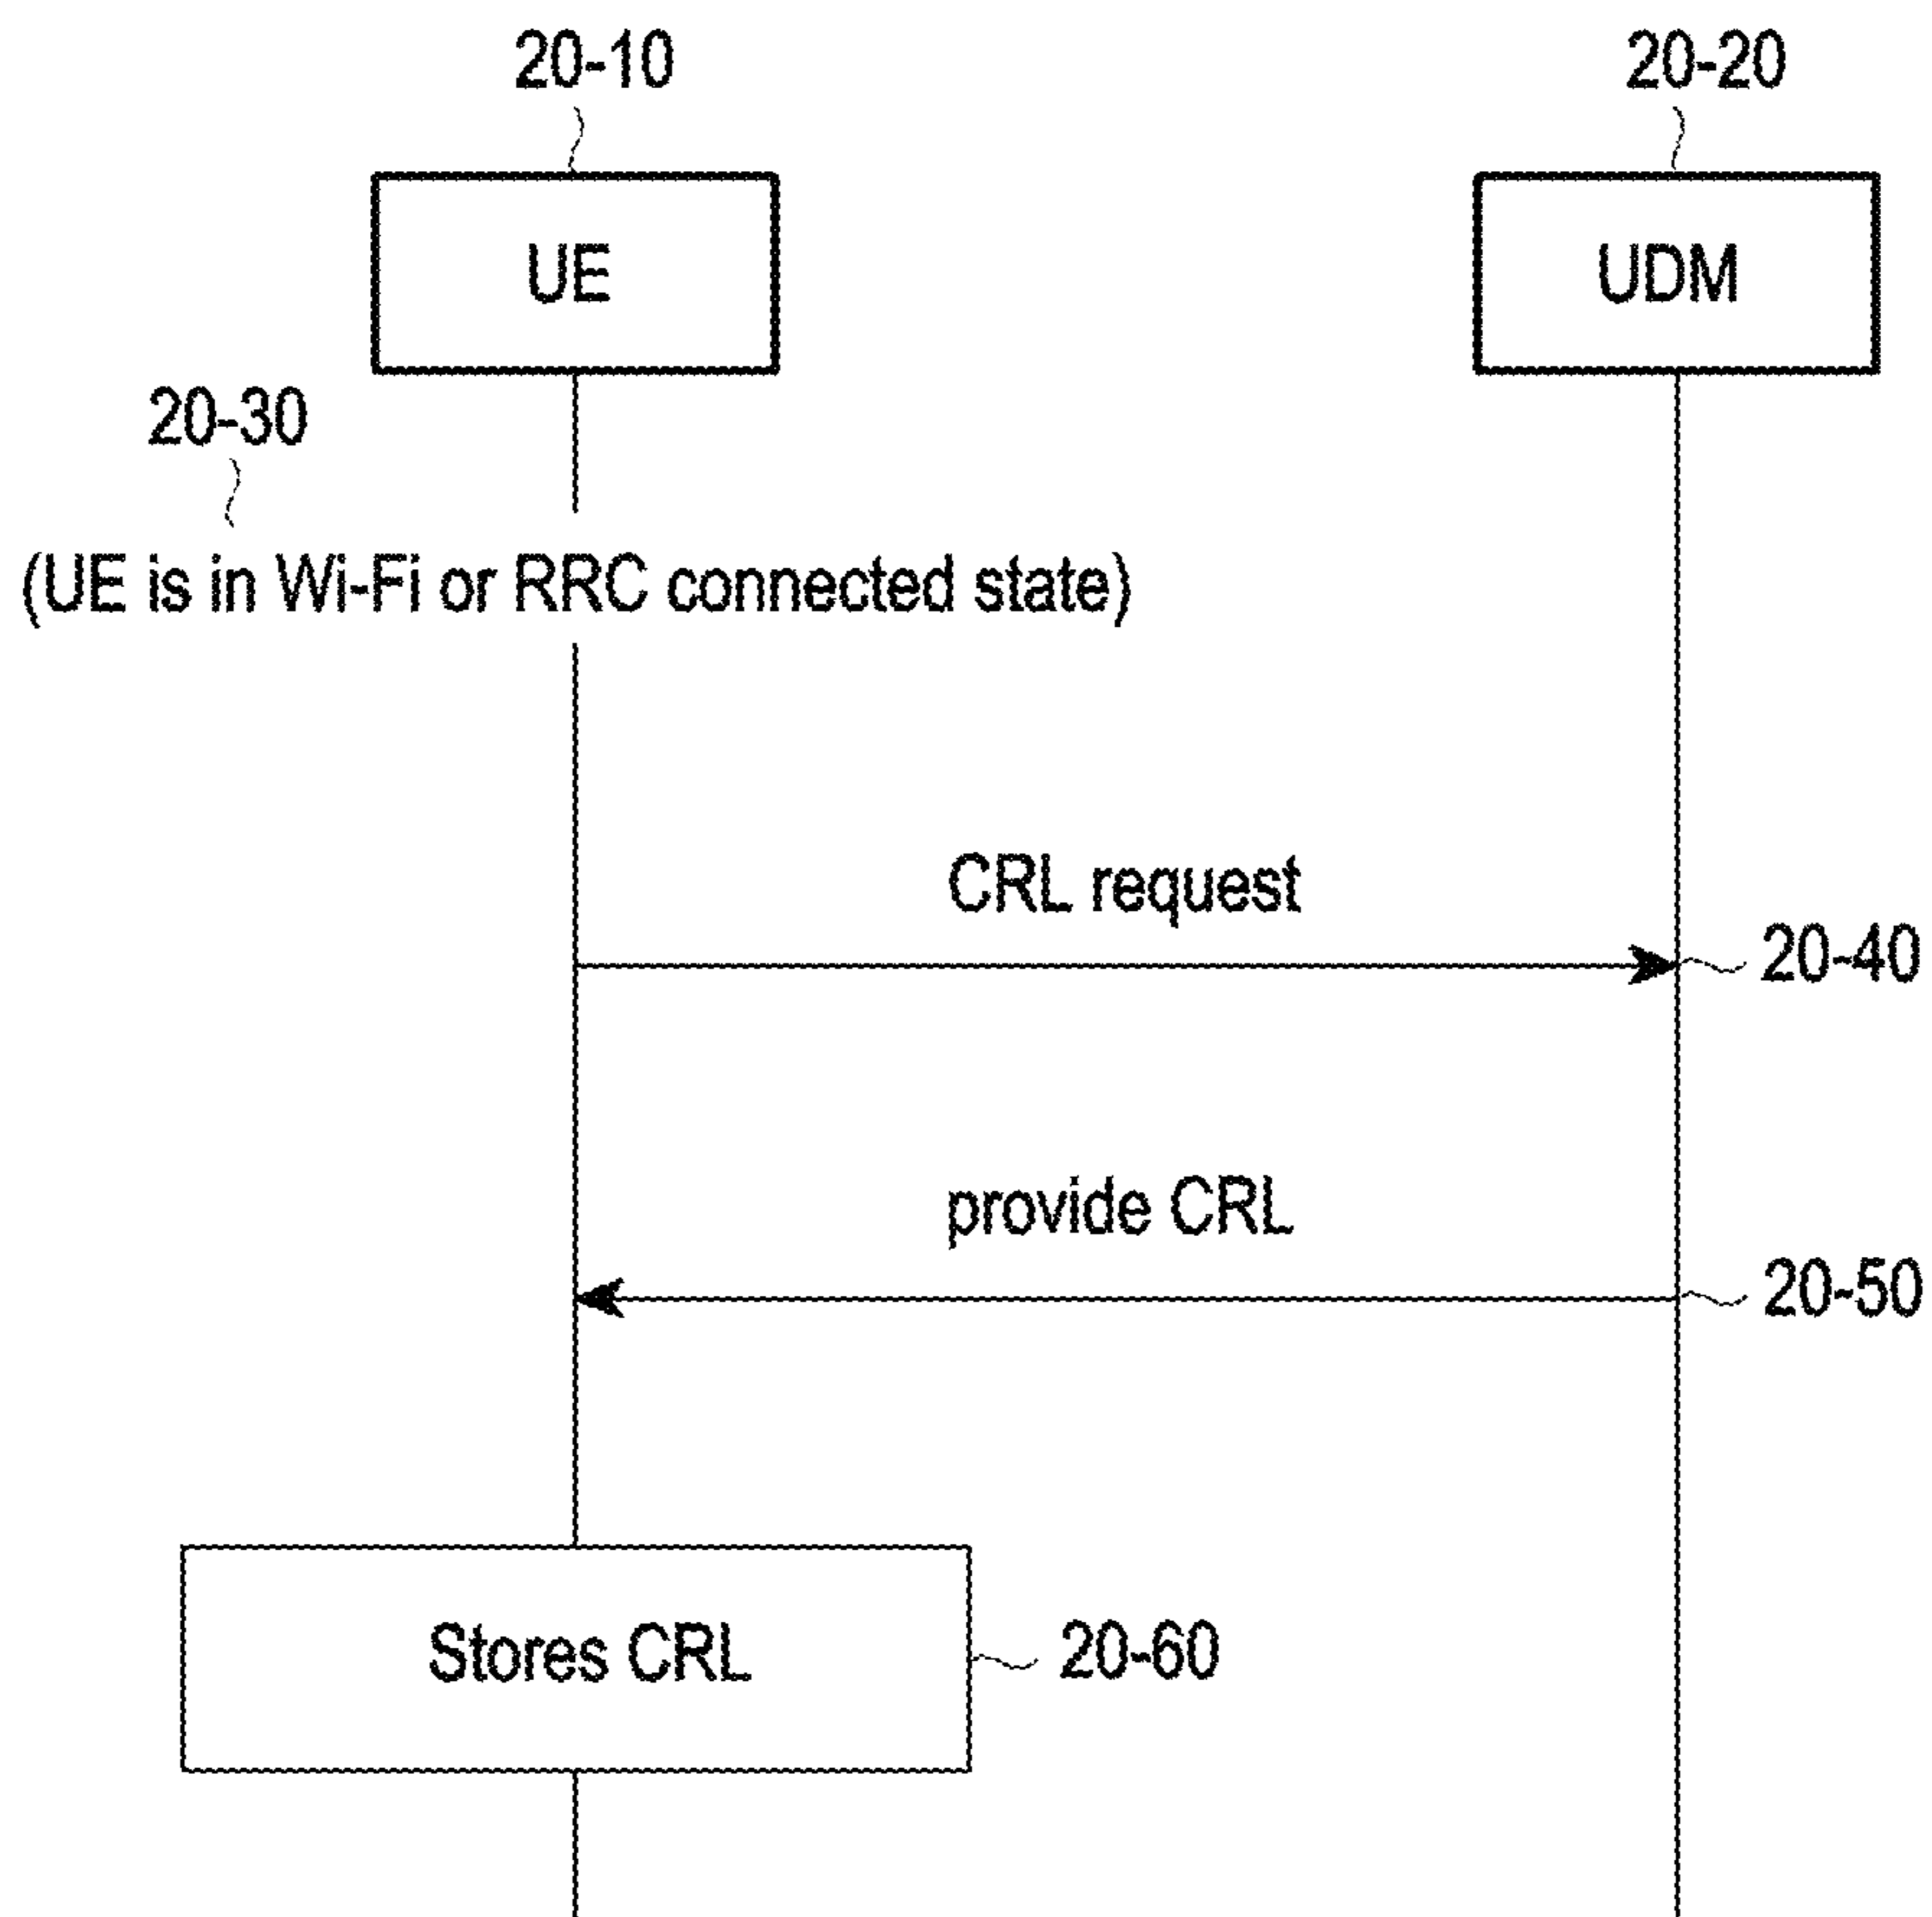 20-10
20-20
UE
UDM
20-30
(UE is in Wi-Fi or RRC connected state)
CRL request
20-40
provide CRL
20-50
Stores CRL
20-60